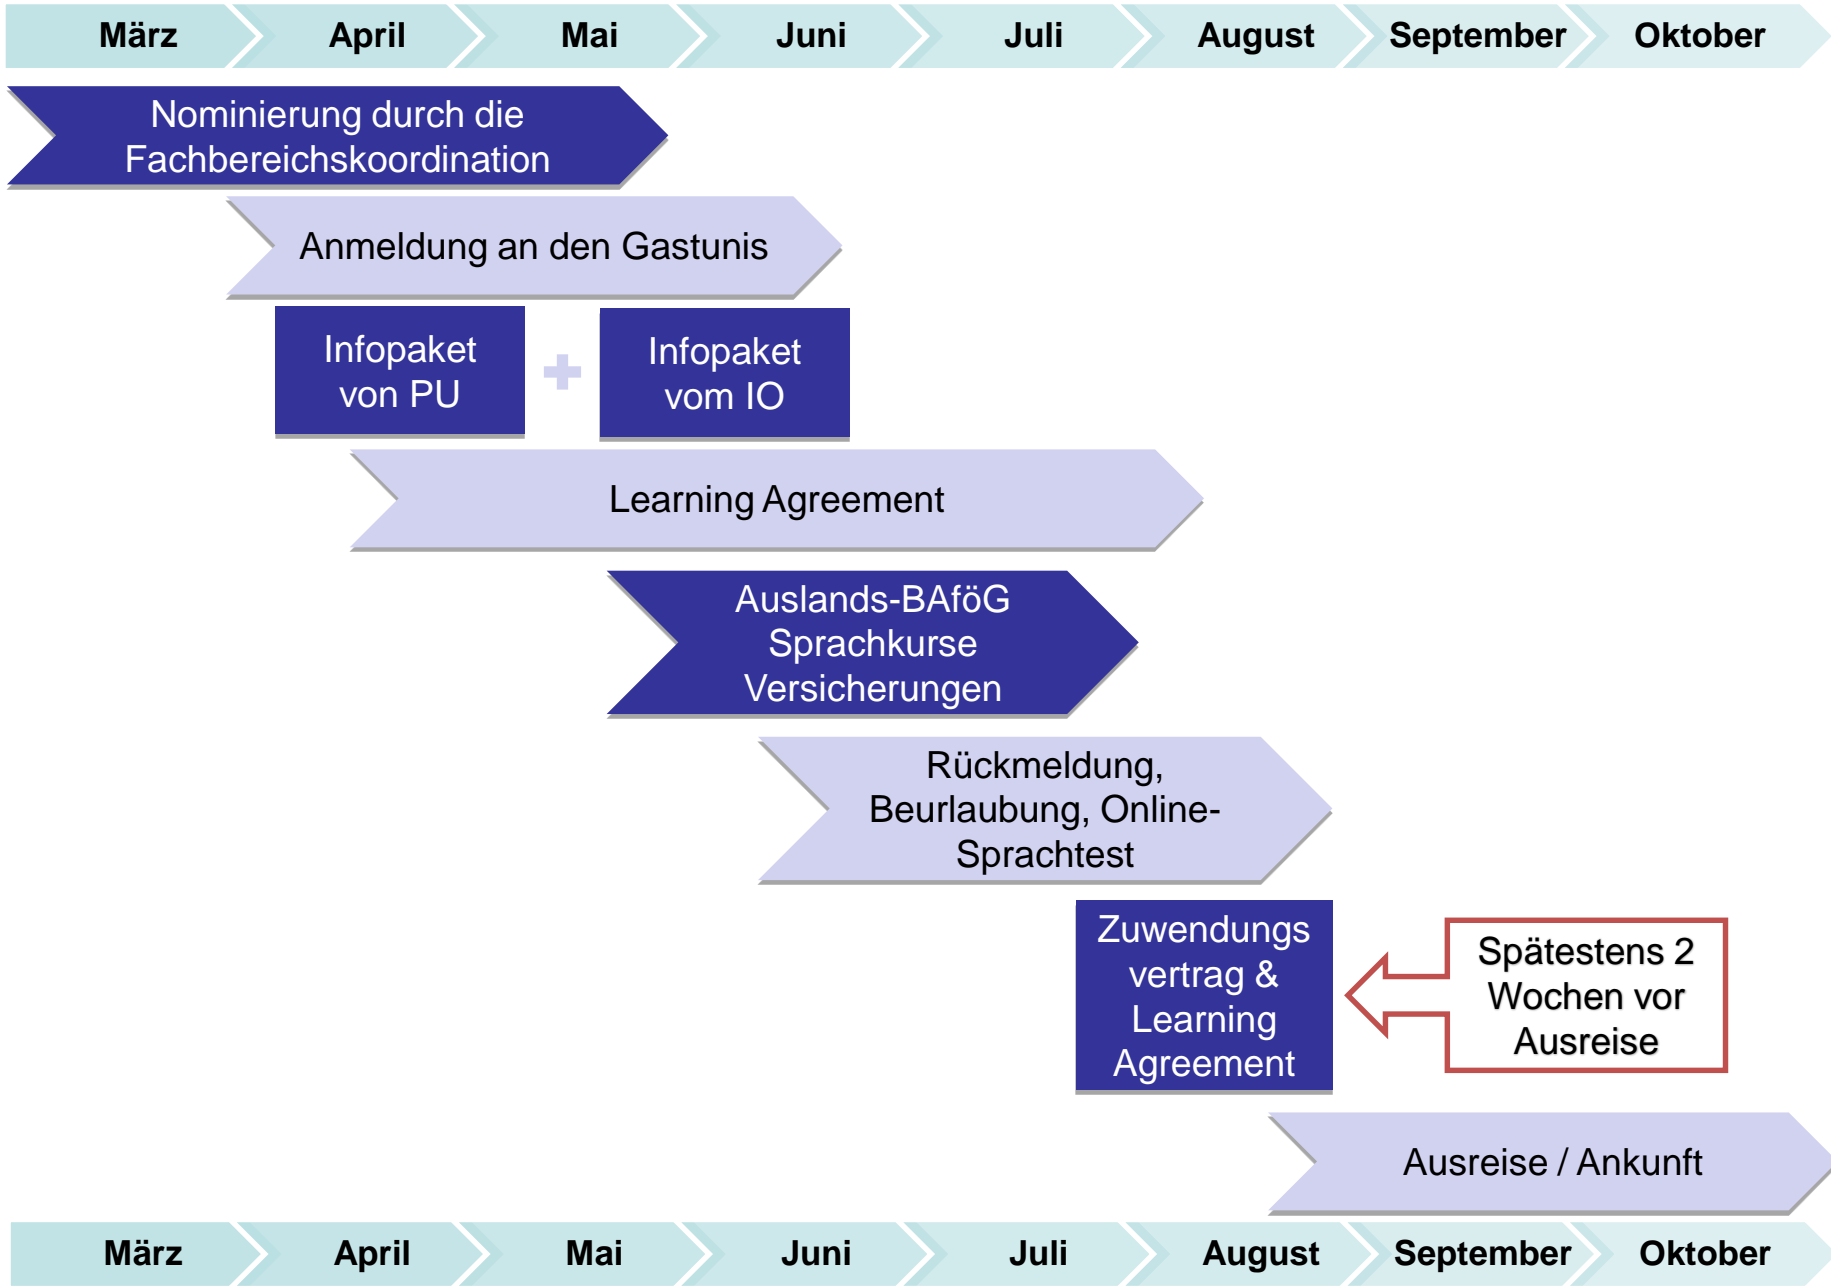 März April Mai Juni Juli August September Oktober
Nominierung durch die
Fachbereichskoordination
Anmeldung an den Gastunis
Infopaket
von PU
Infopaket
vom IO
Learning Agreement
Auslands-BAföG
Sprachkurse
Versicherungen
Rückmeldung,
Beurlaubung, Online-
Sprachtest
Zuwendungs
vertrag &
Learning
Agreement
Spätestens 2
Wochen vor
Ausreise
Ausreise / Ankunft
März April Mai Juni Juli August September Oktober